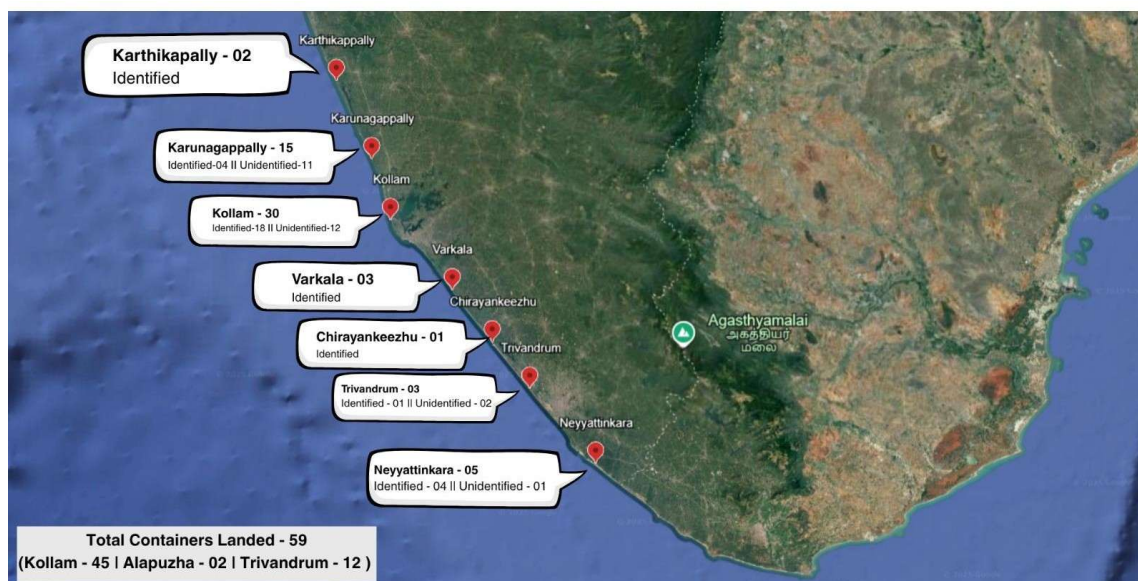 Karthikappally
Karthikapally - 02
Identified
Karunagappally
Karunagappally - 15
Identified-04 II Unidentified-11
Kollam
Kollam - 30
Identified-18 II Unidentified-12
Varkala
Varkala - 03
Identified
Chirayankeezhu
Chirayankeezhu - 01
Identified
Agasthyamalai
அகத்தியர்
மலை
Trivandrum
Trivandrum - 03
Identified - 01 II Unidentified - 02
Neyyattinkara
Neyyattinkara - 05
Identified - 04 II Unidentified - 01
Total Containers Landed - 59
(Kollam - 45 | Alapuzha - 02 | Trivandrum - 12 )